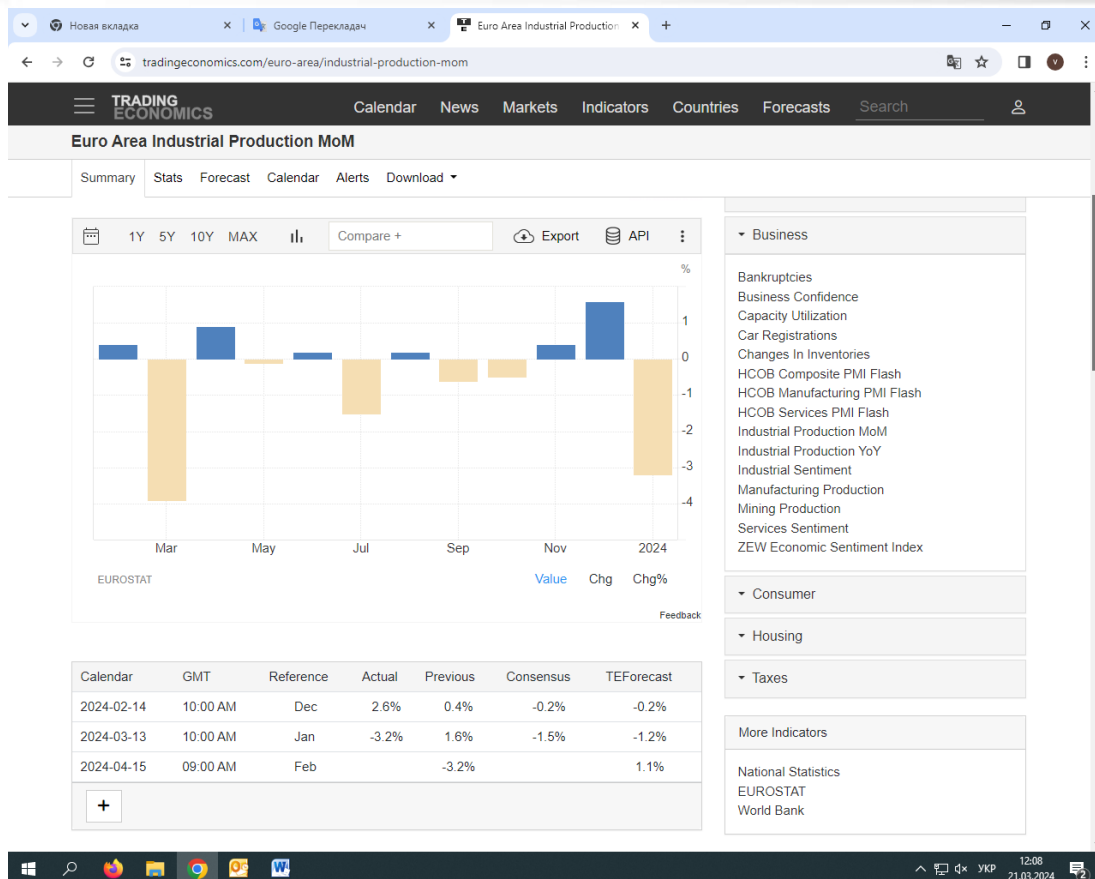 Новая вкладка
Google Перекладач
Euro Area Industrial Production
tradingeconomics.com/euro-area/industrial-production-mom
V
TRADING
ECONOMICS
Calendar News Markets Indicators Countries Forecasts Search
Euro Area Industrial Production MoM
Summary Stats Forecast Calendar Alerts Download
1Y 5Y 10Y MAX Compare + Export API
%
1
0
-1
-2
-3
-4
Mar May Jul Sep Nov 2024
EUROSTAT Value Chg Chg%
Feedback
Calendar GMT Reference Actual Previous Consensus TEForecast
2024-02-14 10:00 AM Dec 2.6% 0.4% -0.2% -0.2%
2024-03-13 10:00 AM Jan -3.2% 1.6% -1.5% -1.2%
2024-04-15 09:00 AM Feb -3.2% 1.1%
+
Business
Bankruptcies
Business Confidence
Capacity Utilization
Car Registrations
Changes In Inventories
HCOB Composite PMI Flash
HCOB Manufacturing PMI Flash
HCOB Services PMI Flash
Industrial Production MoM
Industrial Production YoY
Industrial Sentiment
Manufacturing Production
Mining Production
Services Sentiment
ZEW Economic Sentiment Index
Consumer
Housing
Taxes
More Indicators
National Statistics
EUROSTAT
World Bank
УКР
12:08
21.03.2024
2